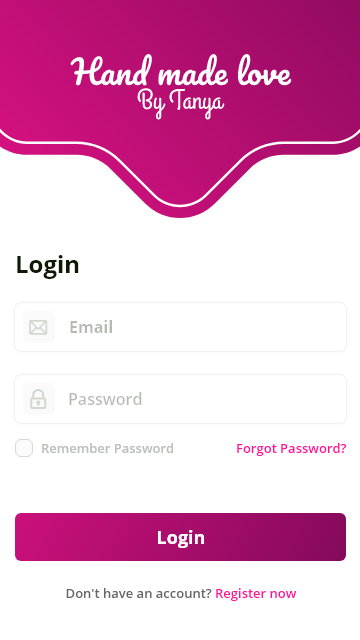 Hand made love
By Tanya
Login
Email
Password
Remember Password
Forgot Password?
Login
Don't have an account? Register now